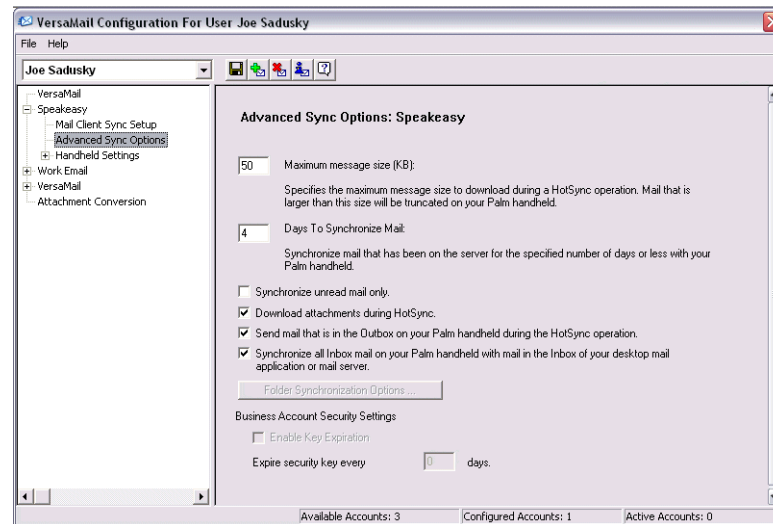 VersaMail Configuration For User Joe Sadusky
File Help
Joe Sadusky
VersaMail
Speakeasy
Mail Client Sync Setup
Advanced Sync Options
Handheld Settings
Work Email
VersaMail
Attachment Conversion
Advanced Sync Options: Speakeasy
50 Maximum message size (KB):
Specifies the maximum message size to download during a HotSync operation. Mail that is
larger than this size will be truncated on your Palm handheld.
4 Days To Synchronize Mail:
Synchronize mail that has been on the server for the specified number of days or less with your
Palm handheld.
Synchronize unread mail only.
Download attachments during HotSync.
Send mail that is in the Outbox on your Palm handheld during the HotSync operation.
Synchronize all Inbox mail on your Palm handheld with mail in the Inbox of your desktop mail
application or mail server.
Folder Synchronization Options ...
Business Account Security Settings
Enable Key Expiration
Expire security key every 0 days.
Available Accounts: 3 Configured Accounts: 1 Active Accounts: 0